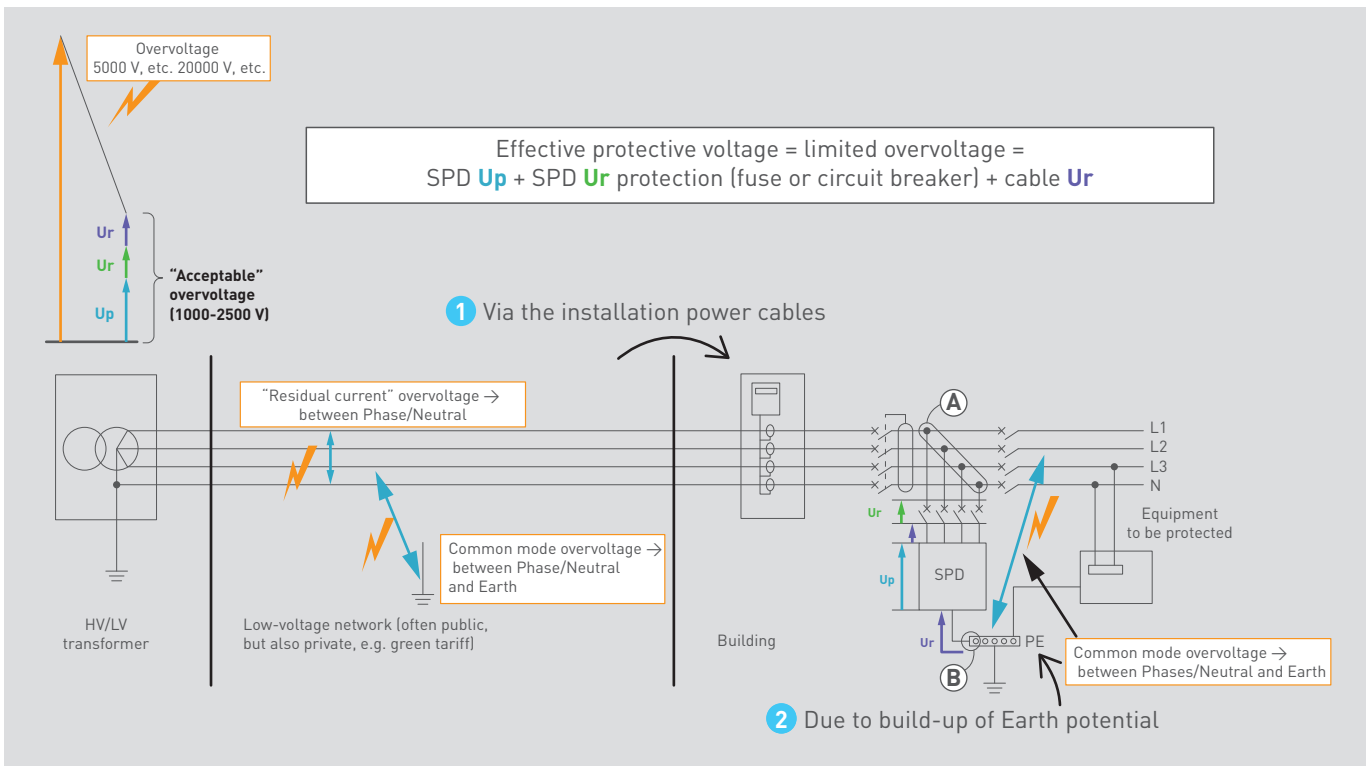 Overvoltage
5000 V, etc. 20000 V, etc.
Effective protective voltage = limited overvoltage =
SPD Up + SPD Ur protection (fuse or circuit breaker) + cable Ur
Ur
Ur
Up
"Acceptable"
overvoltage
(1000-2500 V)
1 Via the installation power cables
"Residual current" overvoltage →
between Phase/Neutral
A
L1
L2
L3
N
Ur
Equipment
to be protected
Common mode overvoltage →
between Phase/Neutral
and Earth
Up
SPD
HV/LV
transformer
Low-voltage network (often public,
but also private, e.g. green tariff)
Building
Ur
PE
B
Common mode overvoltage →
between Phases/Neutral and Earth
2 Due to build-up of Earth potential